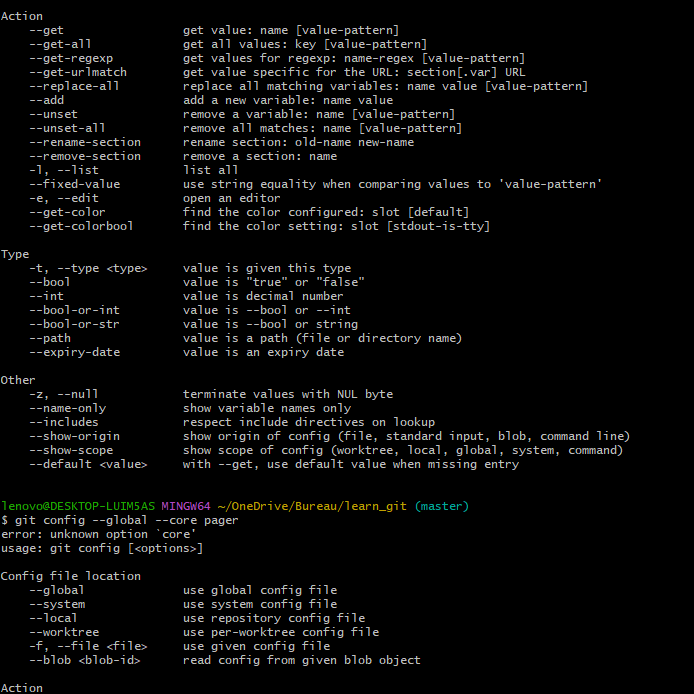 Action
    --get                 get value: name [value-pattern]
    --get-all             get all values: key [value-pattern]
    --get-regexp          get values for regexp: name-regex [value-pattern]
    --get-urlmatch        get value specific for the URL: section[.var] URL
    --replace-all         replace all matching variables: name value [value-pattern]
    --add                 add a new variable: name value
    --unset               remove a variable: name [value-pattern]
    --unset-all           remove all matches: name [value-pattern]
    --rename-section      rename section: old-name new-name
    --remove-section      remove a section: name
    -l, --list            list all
    --fixed-value         use string equality when comparing values to 'value-pattern'
    -e, --edit            open an editor
    --get-color           find the color configured: slot [default]
    --get-colorbool       find the color setting: slot [stdout-is-tty]

Type
    -t, --type <type>     value is given this type
    --bool                value is "true" or "false"
    --int                 value is decimal number
    --bool-or-int         value is --bool or --int
    --bool-or-str         value is --bool or string
    --path                value is a path (file or directory name)
    --expiry-date         value is an expiry date

Other
    -z, --null            terminate values with NUL byte
    --name-only           show variable names only
    --includes            respect include directives on lookup
    --show-origin         show origin of config (file, standard input, blob, command line)
    --show-scope          show scope of config (worktree, local, global, system, command)
    --default <value>     with --get, use default value when missing entry

lenovo@DESKTOP-LUIM5AS MINGW64 ~/OneDrive/Bureau/learn_git (master)
$ git config --global --core pager
error: unknown option `core'
usage: git config [<options>]

Config file location
    --global              use global config file
    --system              use system config file
    --local               use repository config file
    --worktree            use per-worktree config file
    -f, --file <file>     use given config file
    --blob <blob-id>      read config from given blob object

Action